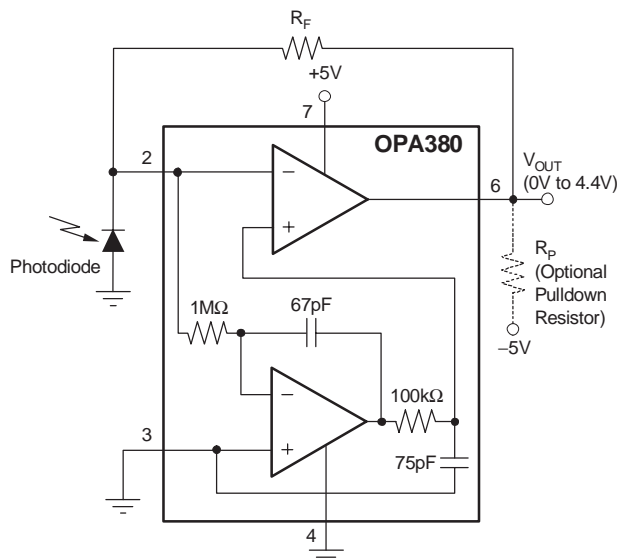 R_F
+5V
7
OPA380
2
6
V_OUT
(0V to 4.4V)
Photodiode
R_P
(Optional
Pulldown
Resistor)
−5V
1MΩ
67pF
100kΩ
3
75pF
4
−
+
−
+